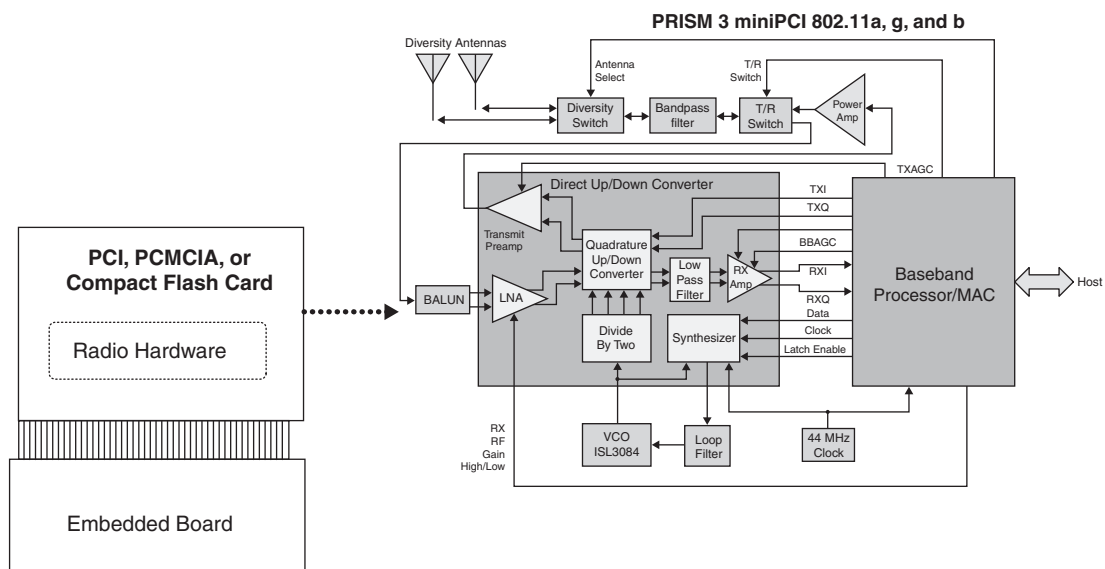 PRISM 3 miniPCI 802.11a, g, and b
Diversity Antennas
Antenna
Select
T/R
Switch
Diversity
Switch
Bandpass
filter
T/R
Switch
Power
Amp
TXAGC
Direct Up/Down Converter
TXI
TXQ
Transmit
Preamp
Quadrature
Up/Down
Converter
BBAGC
Low
Pass
Filter
RX
Amp
RXI
RXQ
Baseband
Processor/MAC
Host
PCI, PCMCIA, or
Compact Flash Card
Radio Hardware
BALUN
LNA
Divide
By Two
Synthesizer
Data
Clock
Latch Enable
RX
RF
Gain
High/Low
VCO
ISL3084
Loop
Filter
44 MHz
Clock
Embedded Board